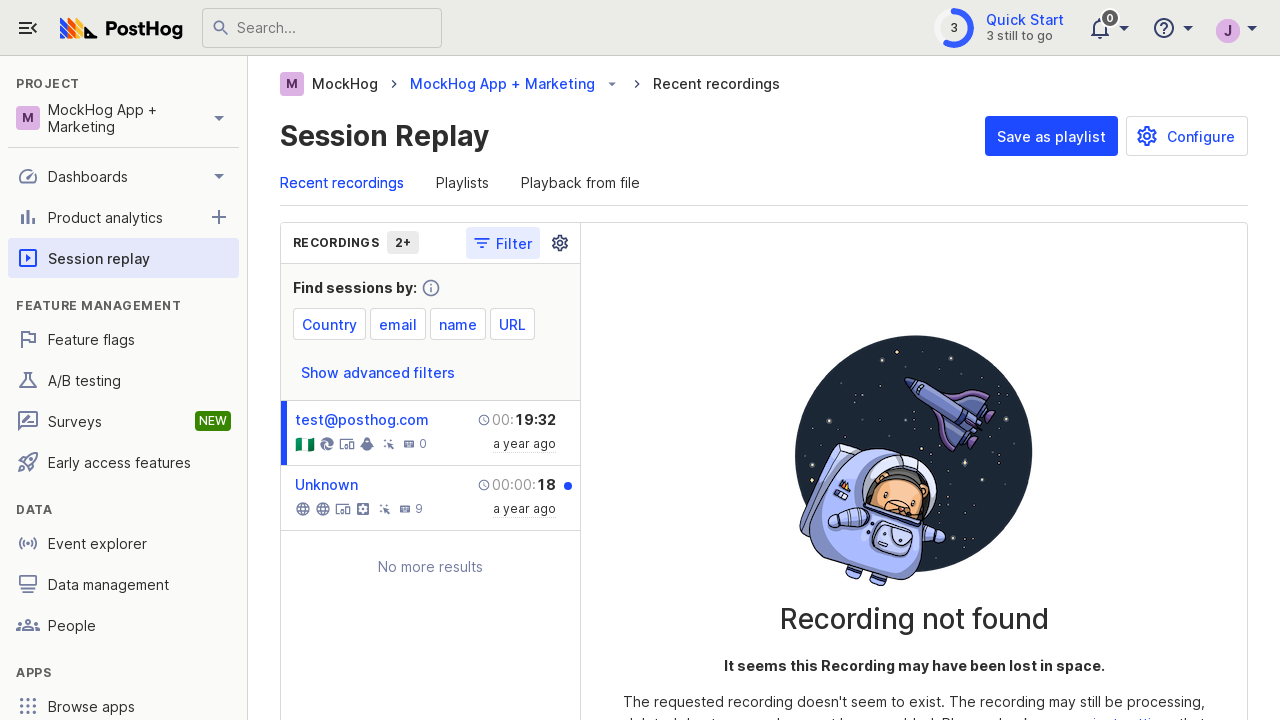 PostHog
Search...
3
Quick Start
3 still to go
0
J
PROJECT
M
MockHog App +
Marketing
Dashboards
Product analytics
Session replay
FEATURE MANAGEMENT
Feature flags
A/B testing
Surveys
NEW
Early access features
DATA
Event explorer
Data management
People
APPS
Browse apps
M
MockHog
MockHog App + Marketing
Recent recordings
Session Replay
Save as playlist
Configure
Recent recordings
Playlists
Playback from file
RECORDINGS
2+
Filter
Find sessions by:
Country
email
name
URL
Show advanced filters
test@posthog.com
00:19:32
0
a year ago
Unknown
00:00:18
9
a year ago
No more results
Recording not found
It seems this Recording may have been lost in space.
The requested recording doesn't seem to exist. The recording may still be processing,